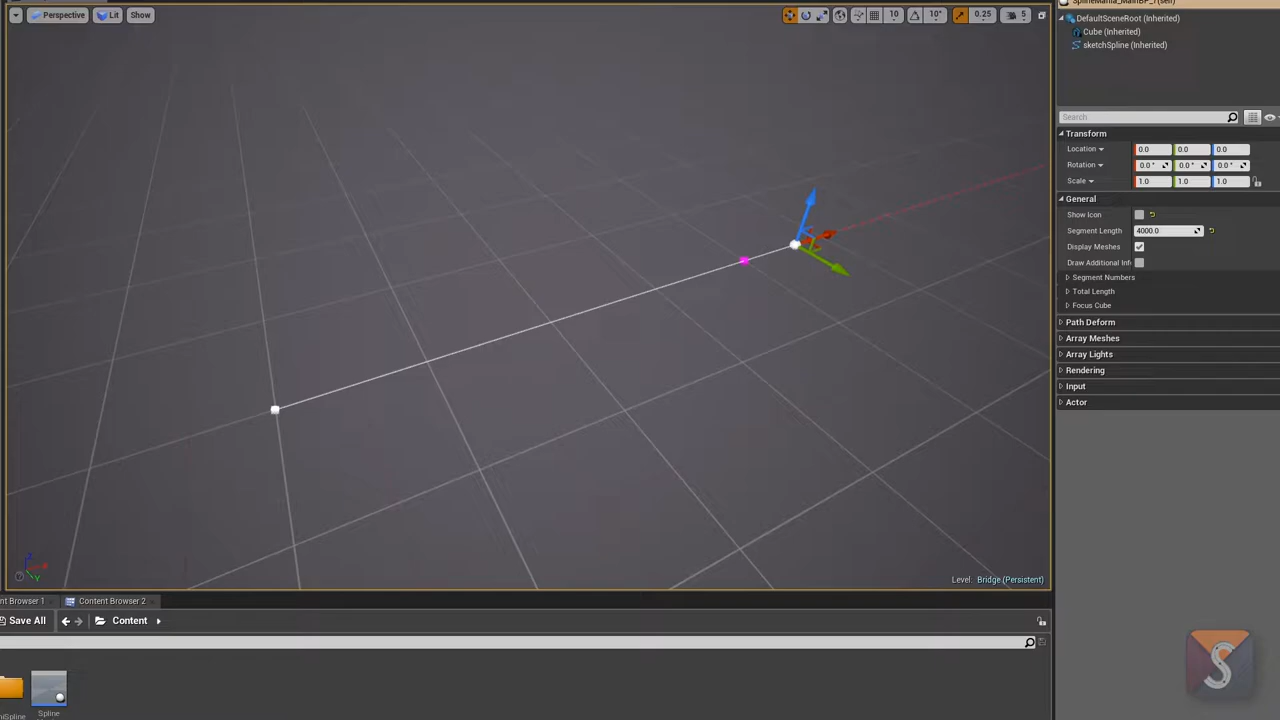 Perspective Lit Show 10 10° 0.25 5
SplineMania_MainBP_1(self)
DefaultSceneRoot (Inherited)
Cube (Inherited)
sketchSpline (Inherited)
Search
Transform
Location 0.0 0.0 0.0
Rotation 0.0° 0.0° 0.0°
Scale 1.0 1.0 1.0
General
Show Icon
Segment Length 4000.0
Display Meshes
Draw Additional Inf
Segment Numbers
Total Length
Focus Cube
Path Deform
Array Meshes
Array Lights
Rendering
Input
Actor
Z
Y
Level: Bridge (Persistent)
nt Browser 1 Content Browser 2
Save All Content
niSpline Spline
S